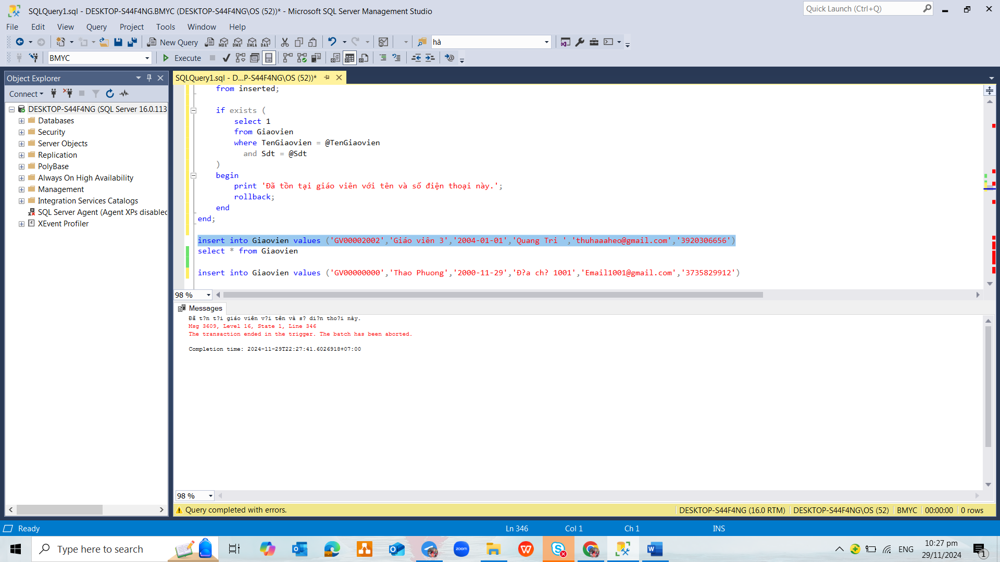 SQLQuery1.sql - DESKTOP-S44F4NG.BMYC (DESKTOP-S44F4NG\OS (52))* - Microsoft SQL Server Management Studio
Quick Launch (Ctrl+Q)
File Edit View Query Project Tools Window Help
New Query
MDX DMX XMLA DAX
hà
BMYC
Execute
Object Explorer
SQLQuery1.sql - D...P-S44F4NG\OS (52))*
Connect
DESKTOP-S44F4NG (SQL Server 16.0.113
Databases
Security
Server Objects
Replication
PolyBase
Always On High Availability
Management
Integration Services Catalogs
SQL Server Agent (Agent XPs disabled
XEvent Profiler
from inserted;
if exists (
select 1
from Giaovien
where TenGiaovien = @TenGiaovien
and Sdt = @Sdt
)
begin
print 'Đã tồn tại giáo viên với tên và số điện thoại này.';
rollback;
end
end;
insert into Giaovien values ('GV00002002','Giáo viên 3','2004-01-01','Quang Tri ','thuhaaaheo@gmail.com','3920306656')
select * from Giaovien
insert into Giaovien values ('GV00000000','Thao Phuong','2000-11-29','Đ?a ch? 1001','Email1001@gmail.com','3735829912')
98 %
Messages
Đã t?n t?i giáo viên v?i tên và s? di?n tho?i này.
Msg 3609, Level 16, State 1, Line 346
The transaction ended in the trigger. The batch has been aborted.
Completion time: 2024-11-29T22:27:41.6026918+07:00
98 %
Query completed with errors.
DESKTOP-S44F4NG (16.0 RTM) DESKTOP-S44F4NG\OS (52) BMYC 00:00:00 0 rows
Ready
Ln 346 Col 1 Ch 1 INS
Type here to search
zoom
ENG
10:27 pm
29/11/2024
1